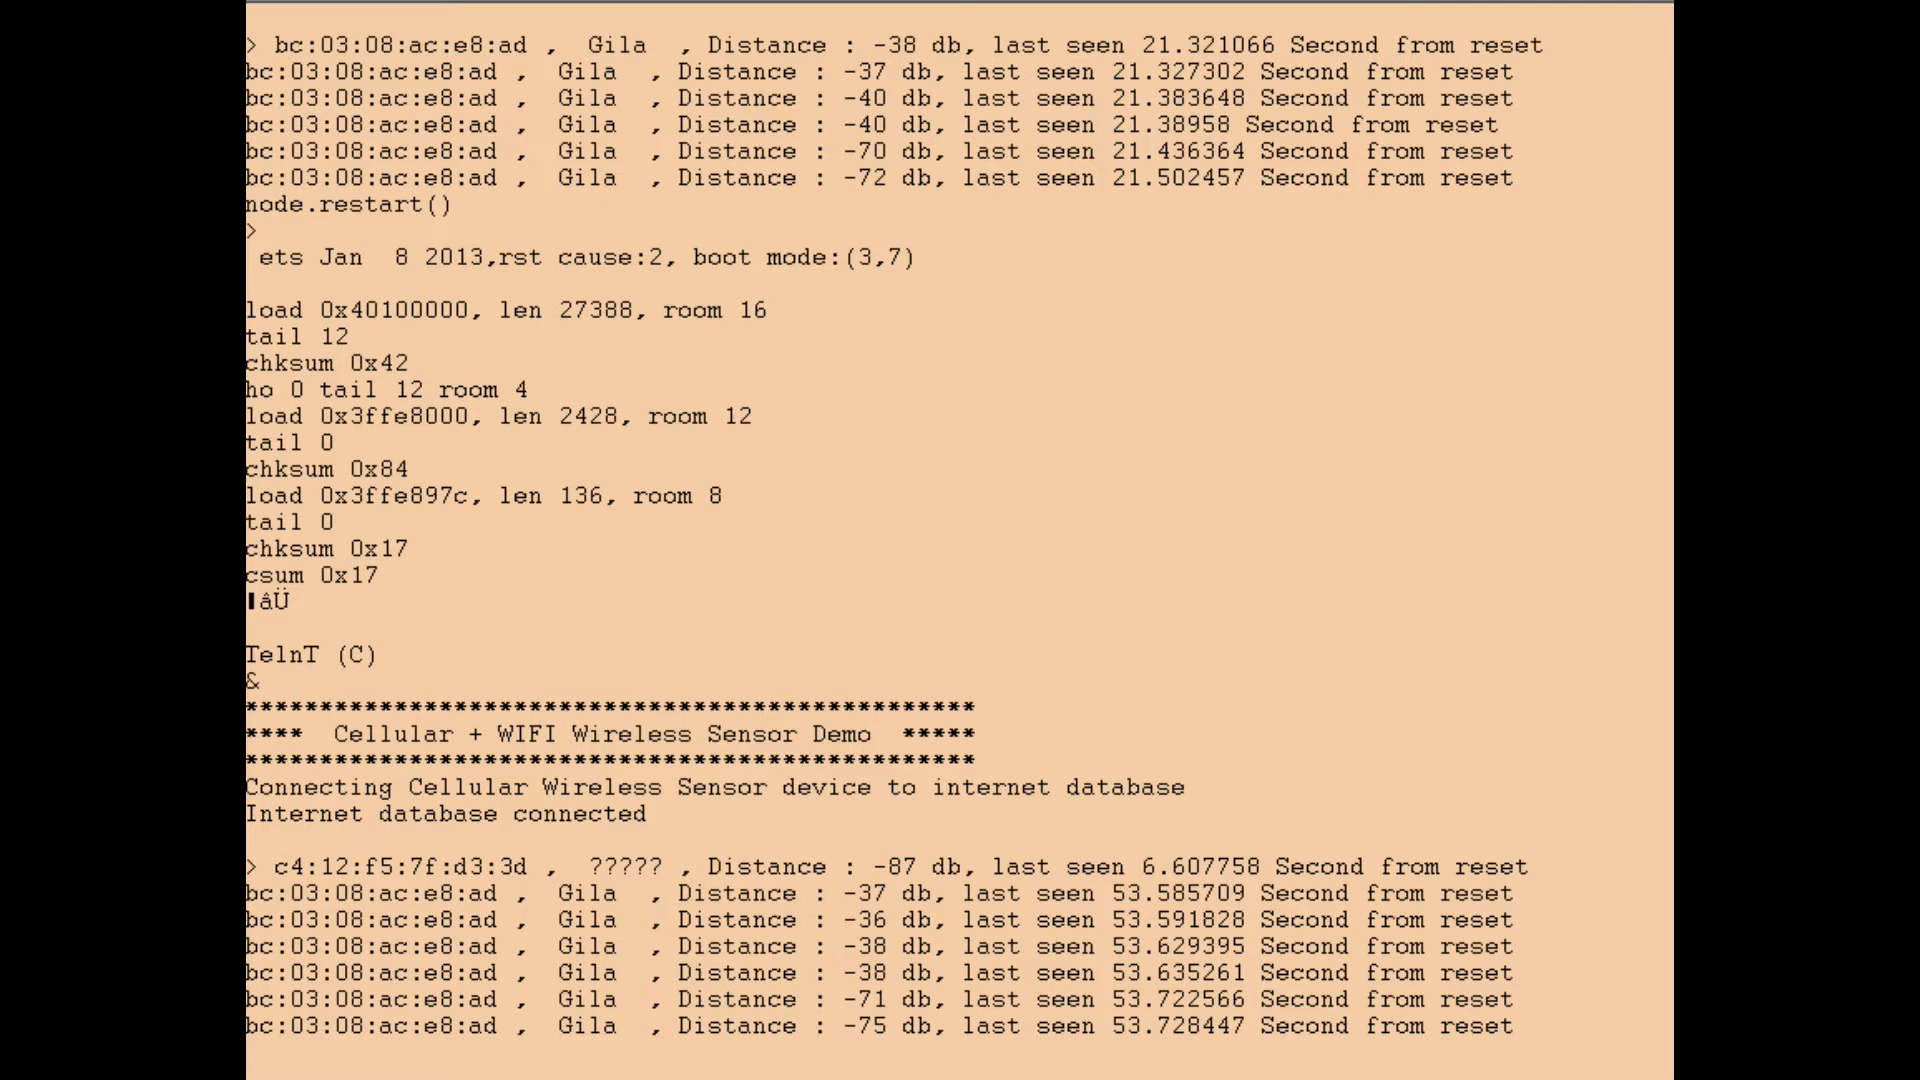 > bc:03:08:ac:e8:ad , Gila , Distance : -38 db, last seen 21.321066 Second from reset
bc:03:08:ac:e8:ad , Gila , Distance : -37 db, last seen 21.327302 Second from reset
bc:03:08:ac:e8:ad , Gila , Distance : -40 db, last seen 21.383648 Second from reset
bc:03:08:ac:e8:ad , Gila , Distance : -40 db, last seen 21.38958 Second from reset
bc:03:08:ac:e8:ad , Gila , Distance : -70 db, last seen 21.436364 Second from reset
bc:03:08:ac:e8:ad , Gila , Distance : -72 db, last seen 21.502457 Second from reset
node.restart()
>
ets Jan 8 2013,rst cause:2, boot mode:(3,7)
load 0x40100000, len 27388, room 16
tail 12
chksum 0x42
ho 0 tail 12 room 4
load 0x3ffe8000, len 2428, room 12
tail 0
chksum 0x84
load 0x3ffe897c, len 136, room 8
tail 0
chksum 0x17
csum 0x17
▌âÜ
TelnT (C)
&
*************************************************
**** Cellular + WIFI Wireless Sensor Demo *****
*************************************************
Connecting Cellular Wireless Sensor device to internet database
Internet database connected
> c4:12:f5:7f:d3:3d , ????? , Distance : -87 db, last seen 6.607758 Second from reset
bc:03:08:ac:e8:ad , Gila , Distance : -37 db, last seen 53.585709 Second from reset
bc:03:08:ac:e8:ad , Gila , Distance : -36 db, last seen 53.591828 Second from reset
bc:03:08:ac:e8:ad , Gila , Distance : -38 db, last seen 53.629395 Second from reset
bc:03:08:ac:e8:ad , Gila , Distance : -38 db, last seen 53.635261 Second from reset
bc:03:08:ac:e8:ad , Gila , Distance : -71 db, last seen 53.722566 Second from reset
bc:03:08:ac:e8:ad , Gila , Distance : -75 db, last seen 53.728447 Second from reset